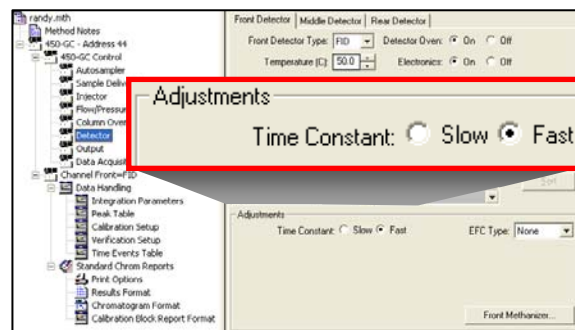 randy.mth
Method Notes
450-GC - Address 44
450-GC Control
Autosampler
Sample Deliv
Injector
Flow/Pressur
Column Oven
Detector
Output
Data Acquisit
Channel Front=FID
Data Handling
Integration Parameters
Peak Table
Calibration Setup
Verification Setup
Time Events Table
Standard Chrom Reports
Print Options
Results Format
Chromatogram Format
Calibration Block Report Format
Front Detector Middle Detector Rear Detector
Front Detector Type: FID Detector Oven: On Off
Temperature (C): 50.0 Electronics: On Off
Adjustments
Time Constant: Slow Fast
Sort
Adjustments
Time Constant: Slow Fast EFC Type: None
Front Methanizer...